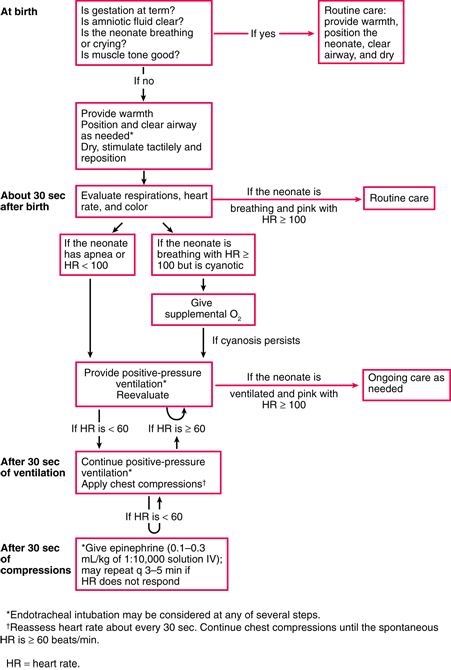 At birth
Is gestation at term?
Is amniotic fluid clear?
Is the neonate breathing
or crying?
Is muscle tone good?
If yes
Routine care:
provide warmth,
position the
neonate, clear
airway, and dry
If no
Provide warmth
Position and clear airway
as needed*
Dry, stimulate tactilely and
reposition
About 30 sec
after birth
Evaluate respirations, heart
rate, and color
If the neonate is
breathing and pink with
HR ≥ 100
Routine care
If the neonate
has apnea or
HR < 100
If the neonate is
breathing with HR ≥
100 but is cyanotic
Give
supplemental O₂
If cyanosis persists
Provide positive-pressure
ventilation*
Reevaluate
If the neonate is
ventilated and pink with
HR ≥ 100
Ongoing care as
needed
If HR is < 60
If HR is ≥ 60
After 30 sec
of ventilation
Continue positive-pressure
ventilation*
Apply chest compressions†
If HR is < 60
After 30 sec
of
compressions
*Give epinephrine (0.1–0.3
mL/kg of 1:10,000 solution IV);
may repeat q 3–5 min if
HR does not respond
*Endotracheal intubation may be considered at any of several steps.
†Reassess heart rate about every 30 sec. Continue chest compressions until the spontaneous
HR is ≥ 60 beats/min.
HR = heart rate.